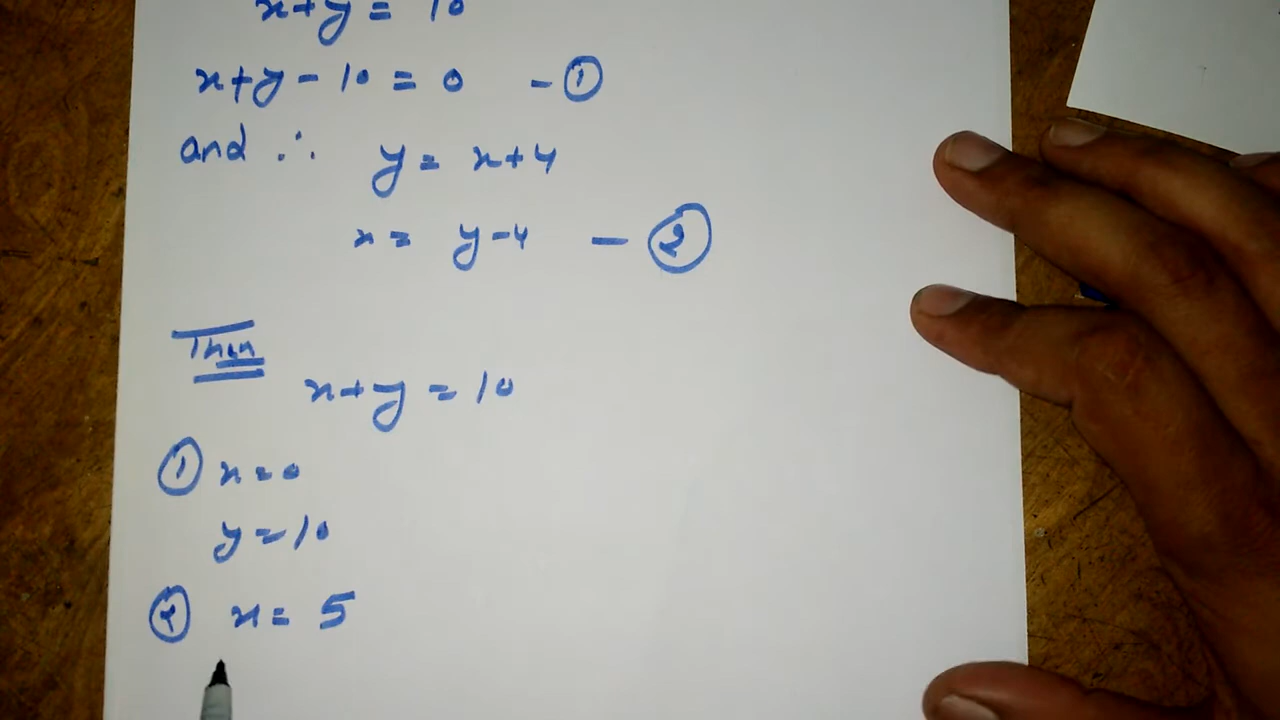 x+y = 10
x+y-10 = 0 - ①
and ∴ y = x+4
x = y-4 - ②
Then
x+y = 10
① x=0
y=10
② x= 5